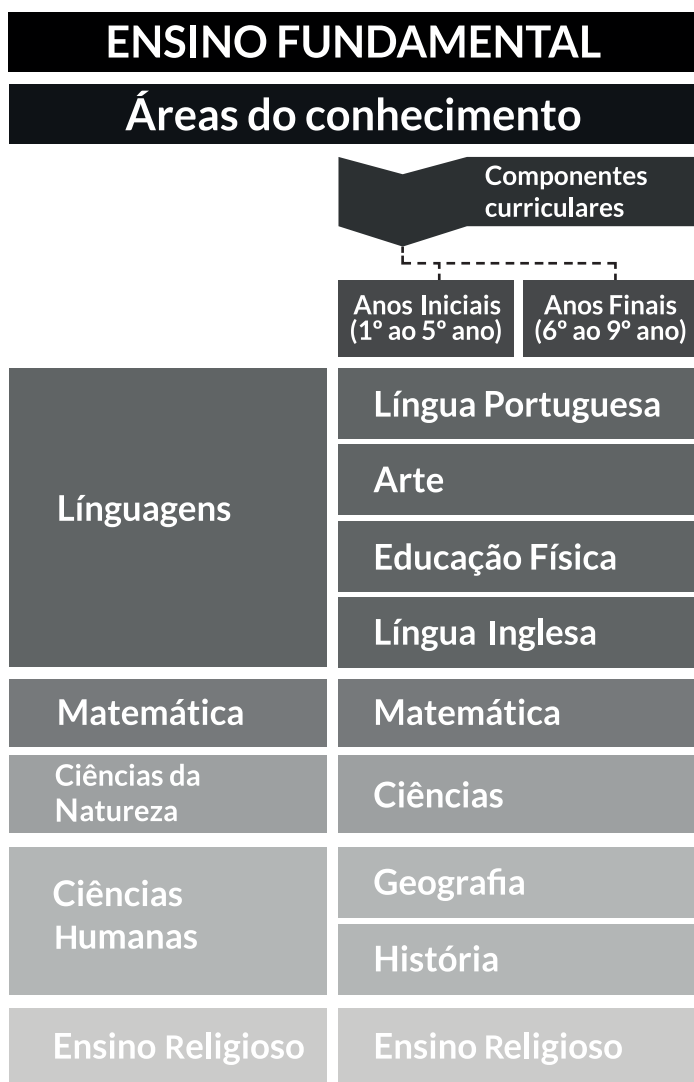 ENSINO FUNDAMENTAL
Áreas do conhecimento
Componentes
curriculares
Anos Iniciais
(1º ao 5º ano)
Anos Finais
(6º ao 9º ano)
Línguagens
Língua Portuguesa
Arte
Educação Física
Língua Inglesa
Matemática
Matemática
Ciências da
Natureza
Ciências
Ciências
Humanas
Geografia
História
Ensino Religioso
Ensino Religioso